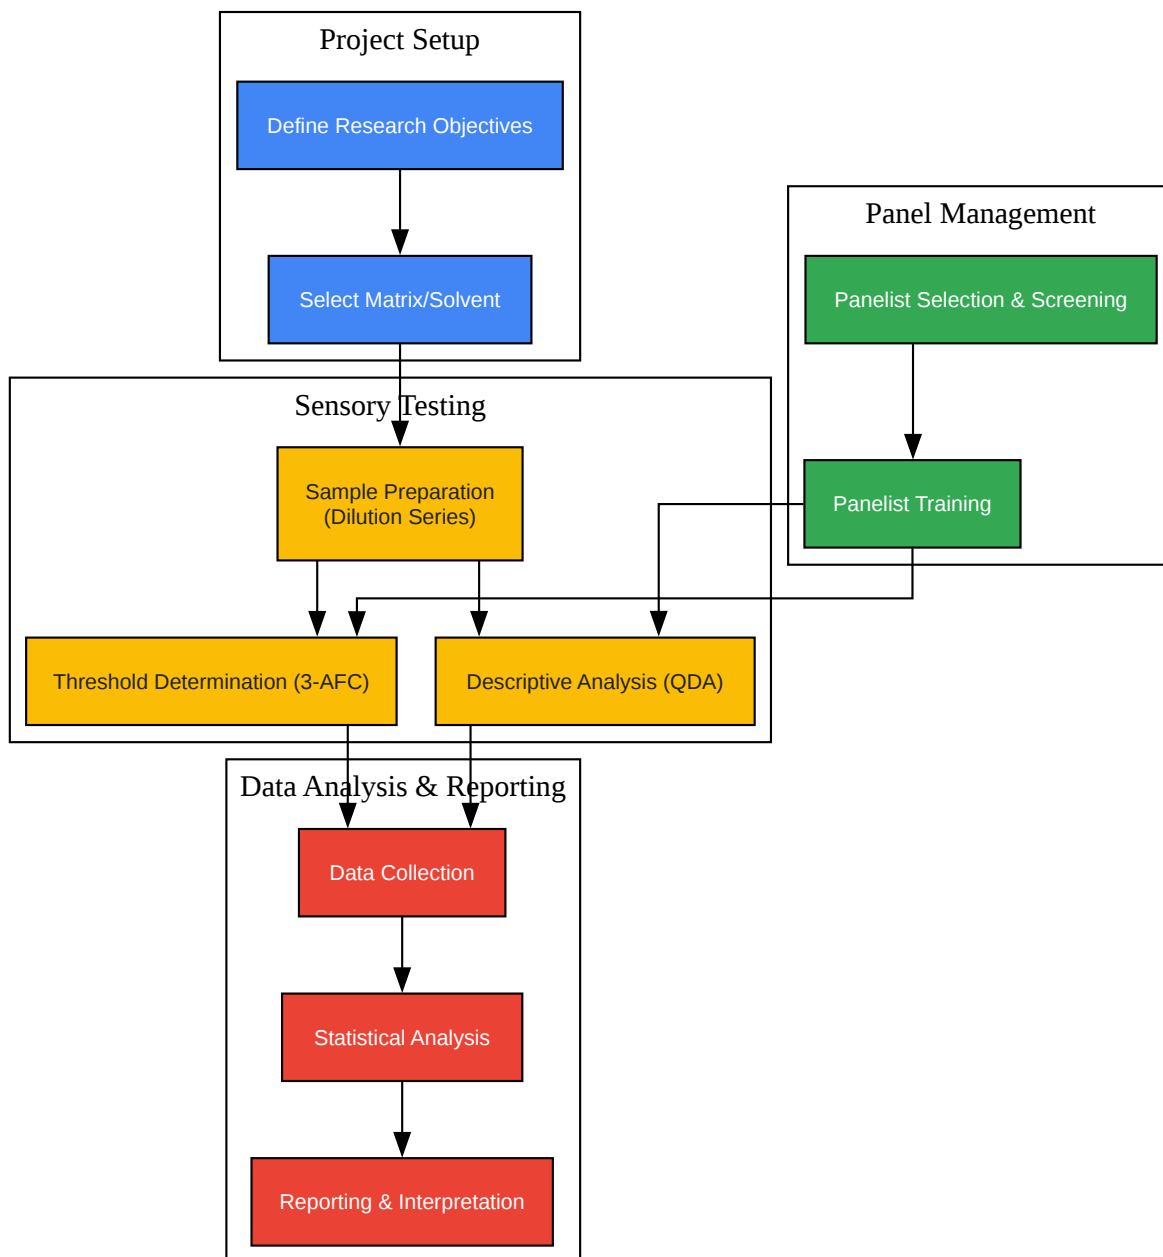 Project Setup
Define Research Objectives
Select Matrix/Solvent
Panel Management
Panelist Selection & Screening
Panelist Training
Sensory Testing
Sample Preparation
(Dilution Series)
Threshold Determination (3-AFC)
Descriptive Analysis (QDA)
Data Analysis & Reporting
Data Collection
Statistical Analysis
Reporting & Interpretation